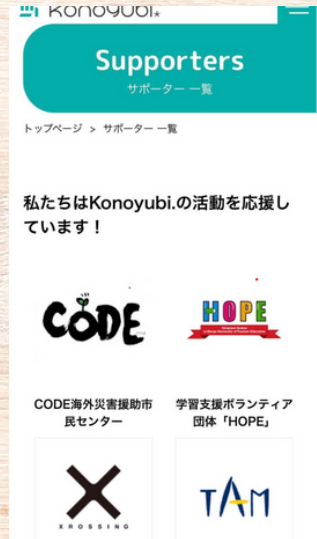 Konoyubi.
Supporters
サポーター 一覧
トップページ > サポーター 一覧
私たちはKonoyubi.の活動を応援し
ています！
CODE
HOPE
CODE海外災害援助市
民センター
学習支援ボランティア
団体「HOPE」
XROSSING
TAM